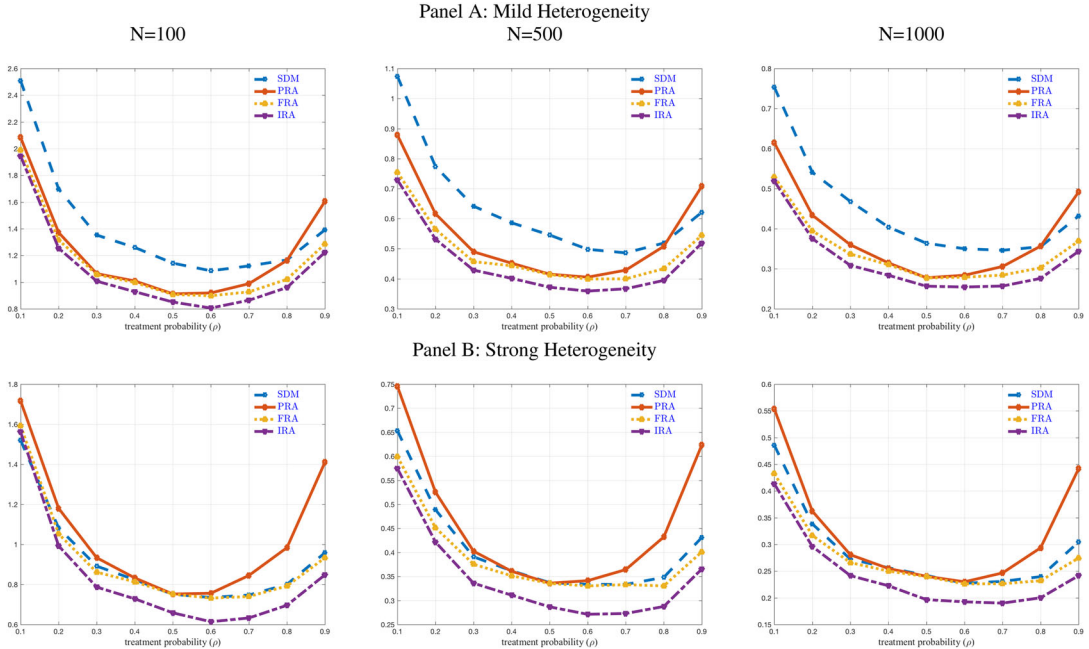 Panel A: Mild Heterogeneity
N=100 N=500 N=1000
2.6 2.4 2.2 2 1.8 1.6 1.4 1.2 1 0.8
SDM
PRA
FRA
IRA
0.1 0.2 0.3 0.4 0.5 0.6 0.7 0.8 0.9
treatment probability (ρ)
1.1 1 0.9 0.8 0.7 0.6 0.5 0.4 0.3
SDM
PRA
FRA
IRA
0.1 0.2 0.3 0.4 0.5 0.6 0.7 0.8 0.9
treatment probability (ρ)
0.8 0.7 0.6 0.5 0.4 0.3 0.2
SDM
PRA
FRA
IRA
0.1 0.2 0.3 0.4 0.5 0.6 0.7 0.8 0.9
treatment probability (ρ)
Panel B: Strong Heterogeneity
1.8 1.6 1.4 1.2 1 0.8 0.6
SDM
PRA
FRA
IRA
0.1 0.2 0.3 0.4 0.5 0.6 0.7 0.8 0.9
treatment probability (ρ)
0.75 0.7 0.65 0.6 0.55 0.5 0.45 0.4 0.35 0.3 0.25
SDM
PRA
FRA
IRA
0.1 0.2 0.3 0.4 0.5 0.6 0.7 0.8 0.9
treatment probability (ρ)
0.6 0.55 0.5 0.45 0.4 0.35 0.3 0.25 0.2 0.15
SDM
PRA
FRA
IRA
0.1 0.2 0.3 0.4 0.5 0.6 0.7 0.8 0.9
treatment probability (ρ)